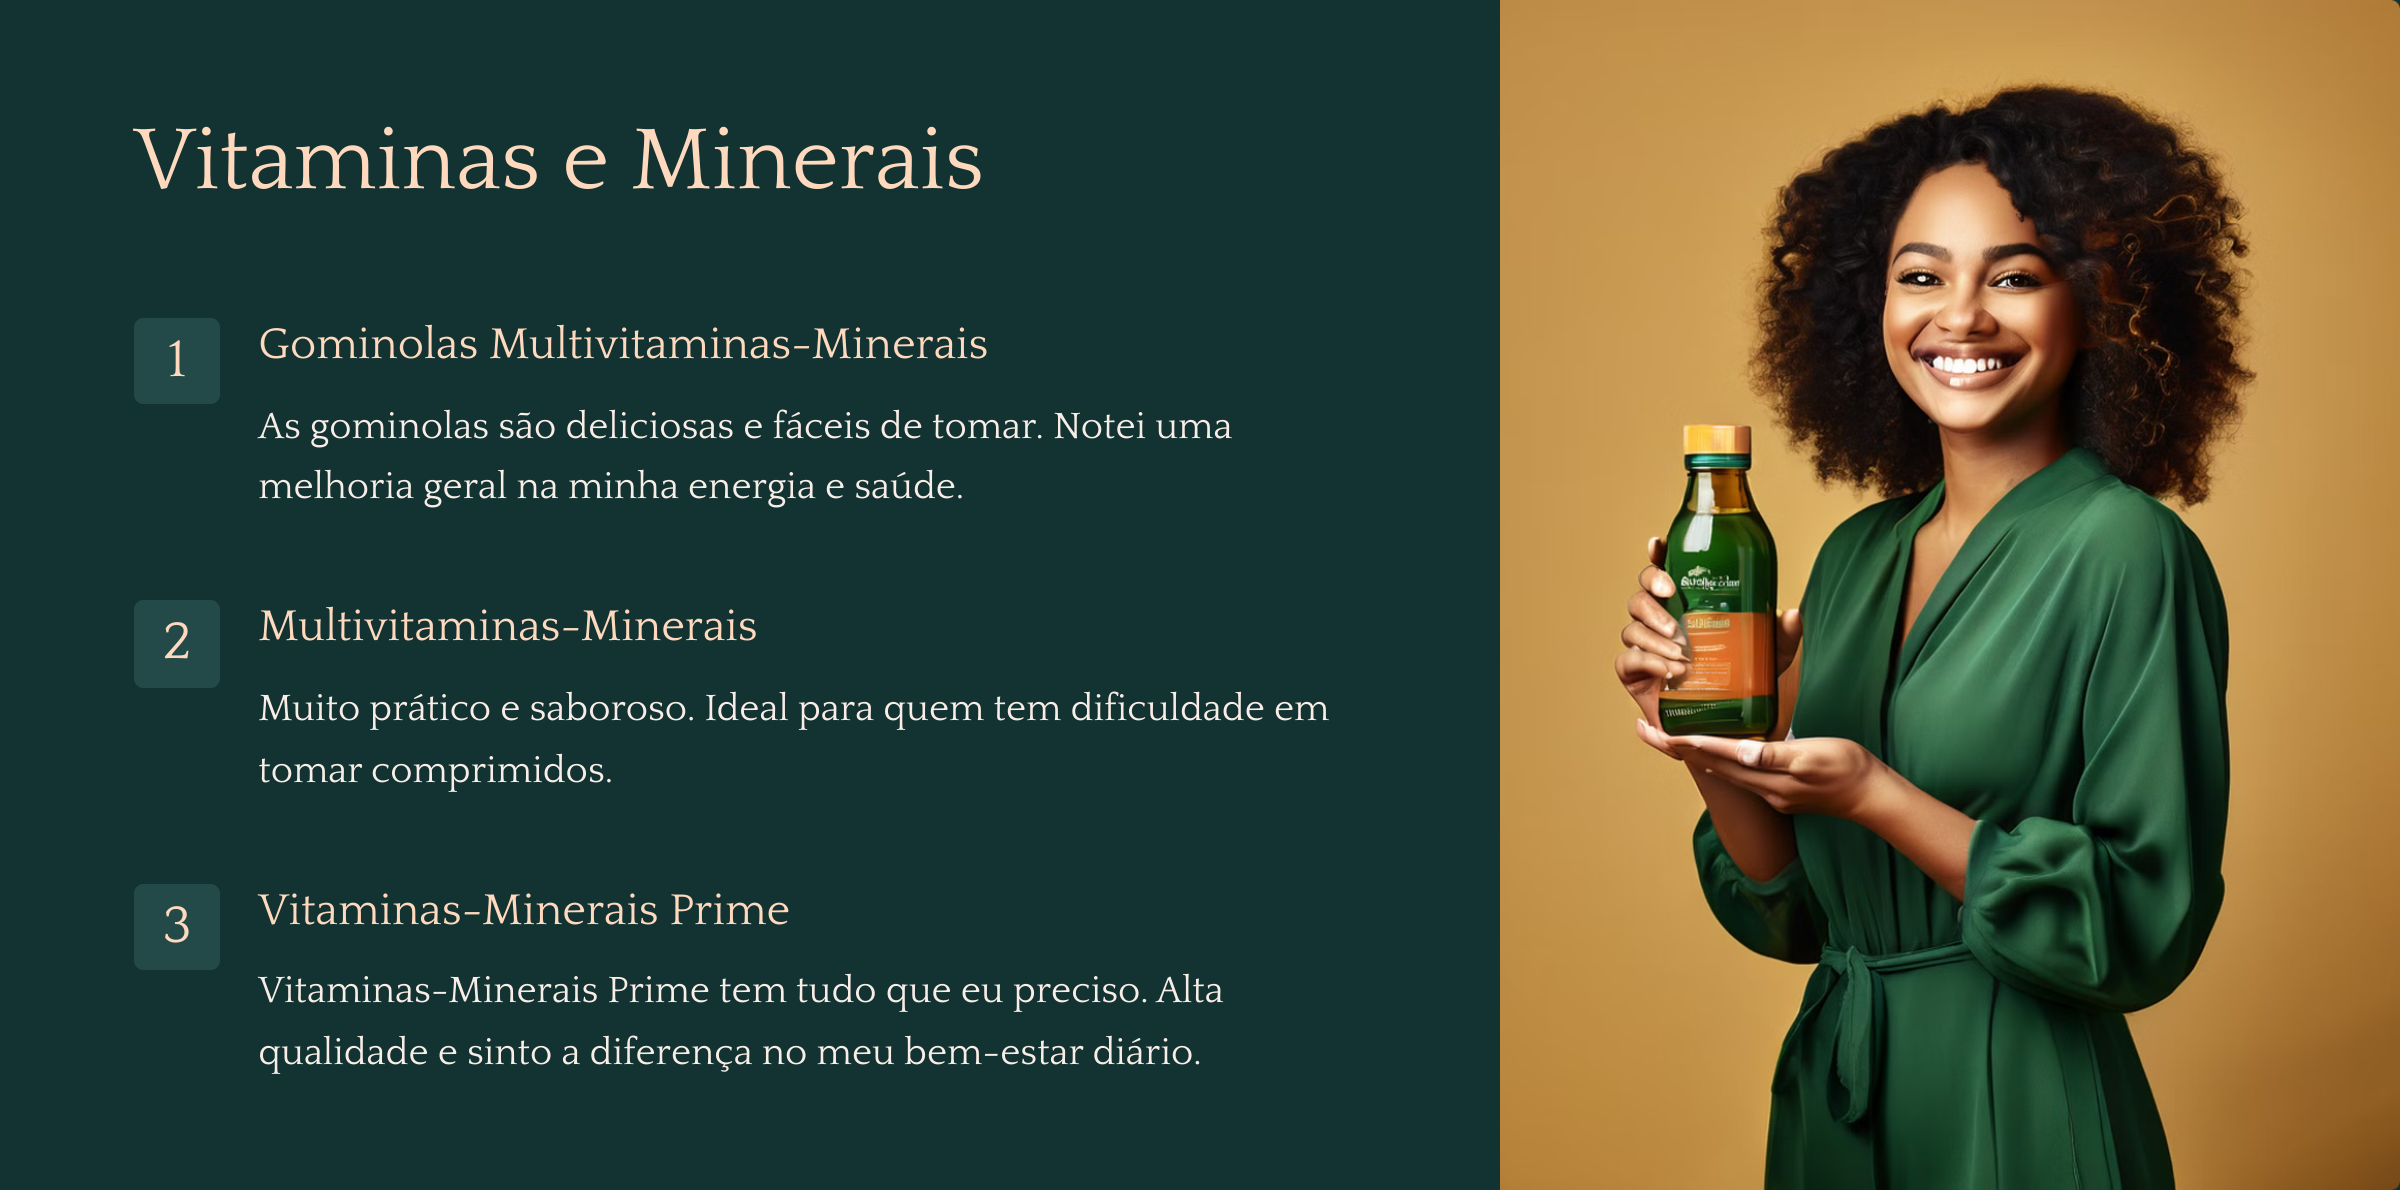 Vitaminas e Minerais
1
Gominolas Multivitaminas-Minerais
As gominolas são deliciosas e fáceis de tomar. Notei uma
melhoria geral na minha energia e saúde.
2
Multivitaminas-Minerais
Muito prático e saboroso. Ideal para quem tem dificuldade em
tomar comprimidos.
3
Vitaminas-Minerais Prime
Vitaminas-Minerais Prime tem tudo que eu preciso. Alta
qualidade e sinto a diferença no meu bem-estar diário.